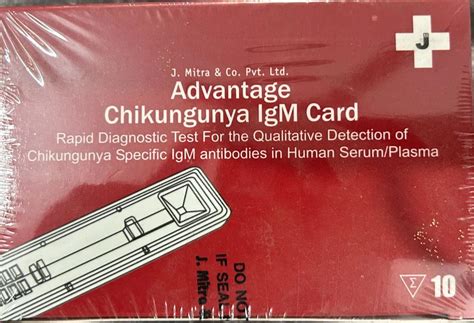 J
J. Mitra & Co. Pvt. Ltd.
Advantage
Chikungunya IgM Card
Rapid Diagnostic Test For the Qualitative Detection of
Chikungunya Specific IgM antibodies in Human Serum/Plasma
DO NO
IF SEAL
J. Mitra
Σ 10